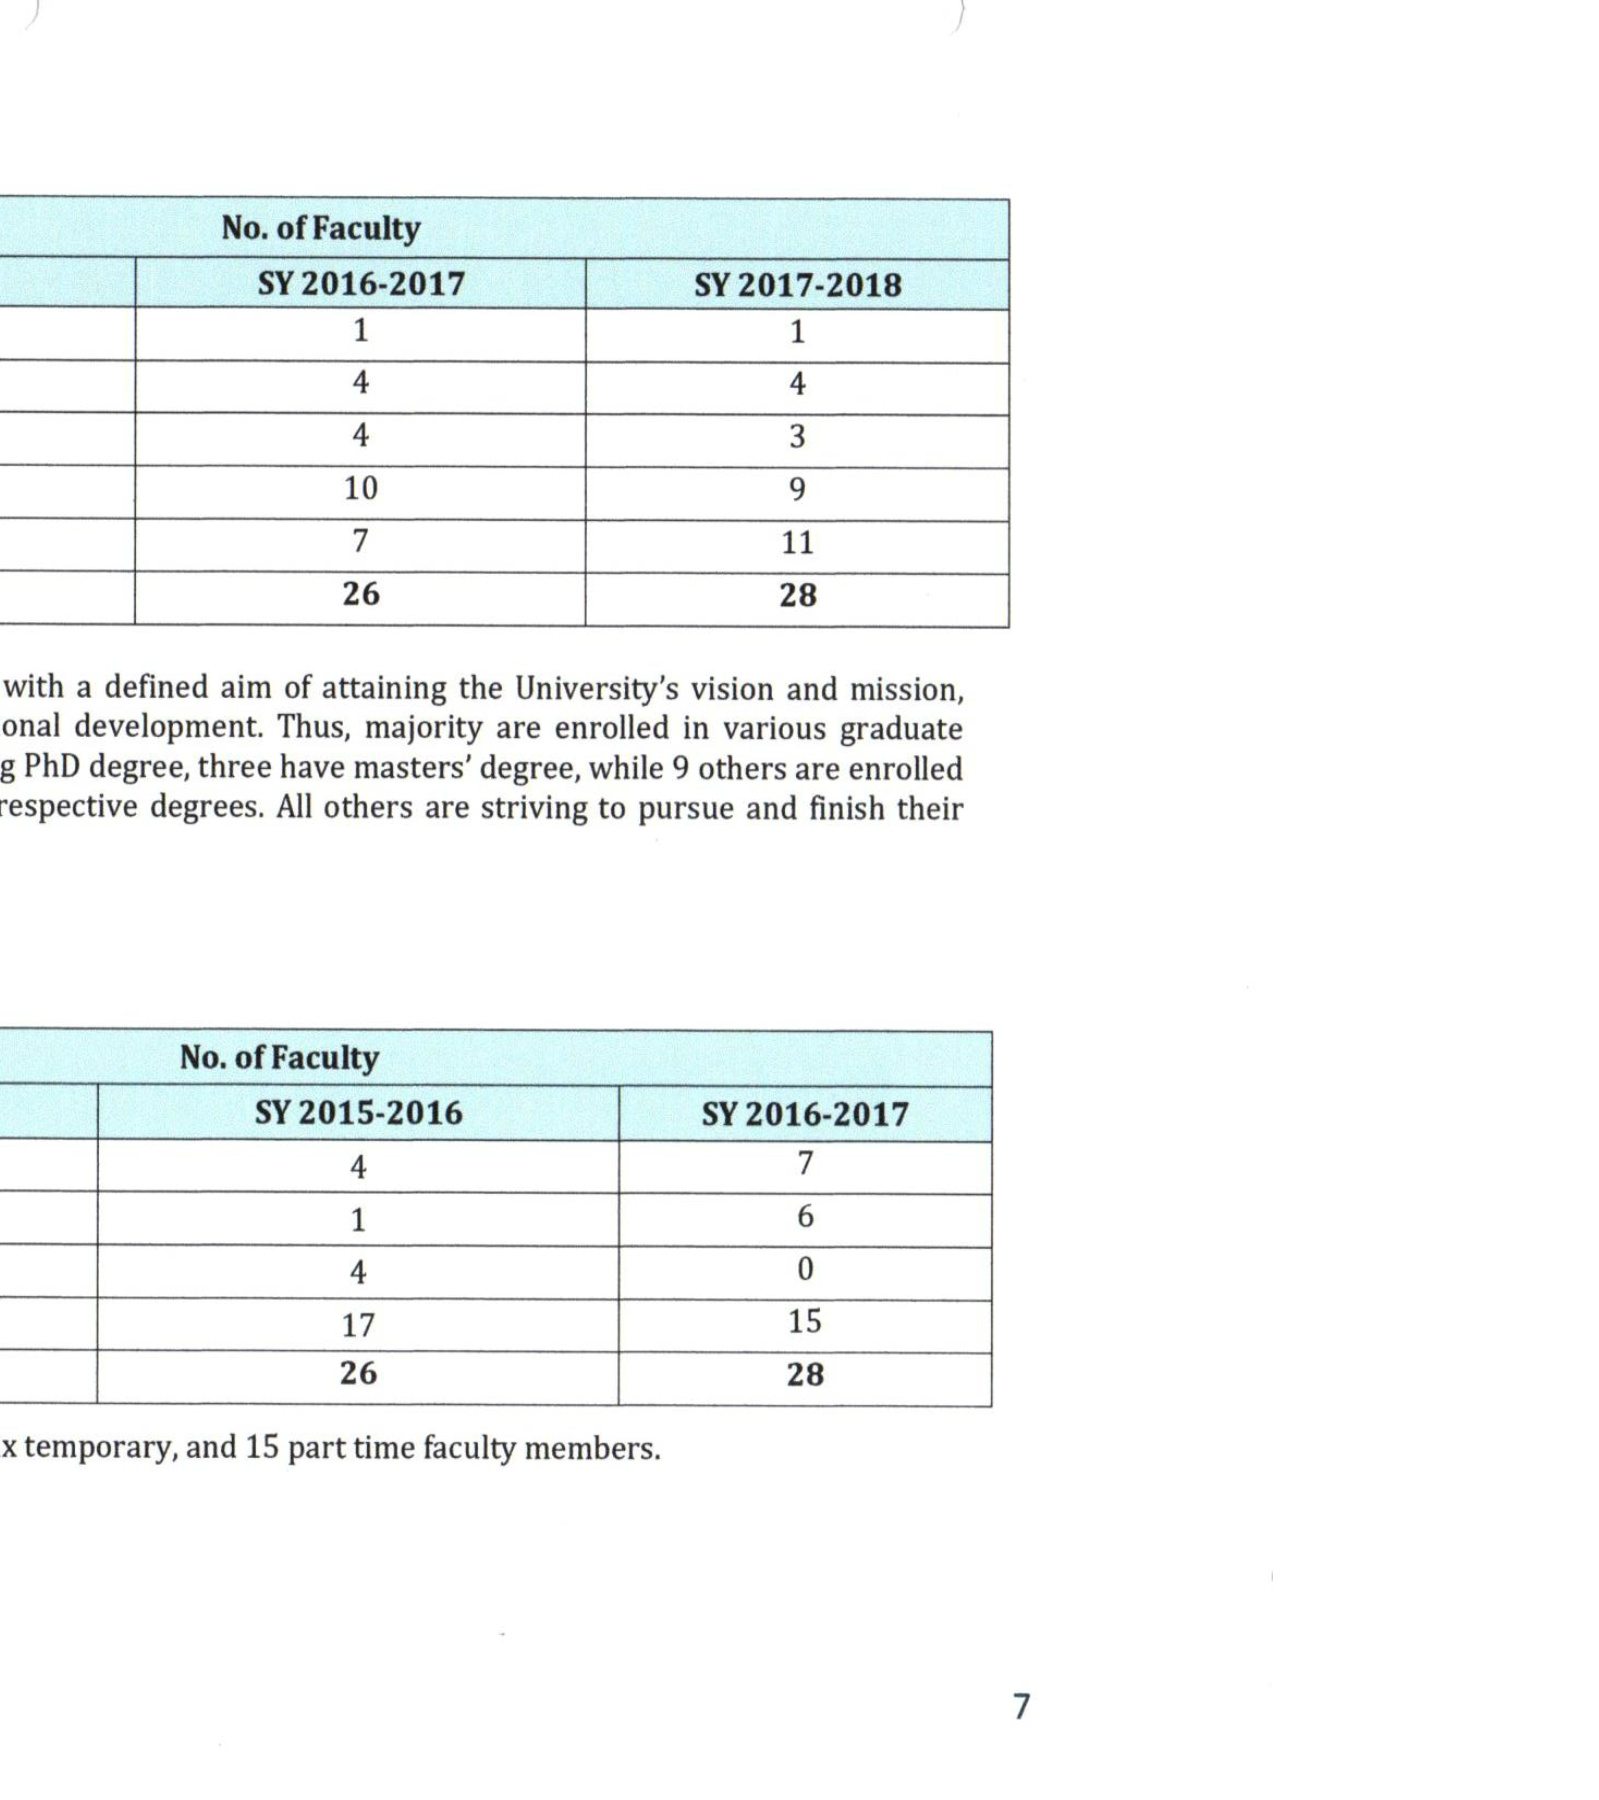 No. of Faculty
SY 2016-2017 SY 2017-2018
1 1
4 4
4 3
10 9
7 11
26 28
with a defined aim of attaining the University's vision and mission,
onal development. Thus, majority are enrolled in various graduate
g PhD degree, three have masters' degree, while 9 others are enrolled
respective degrees. All others are striving to pursue and finish their
No. of Faculty
SY 2015-2016 SY 2016-2017
4 7
1 6
4 0
17 15
26 28
x temporary, and 15 part time faculty members.
7